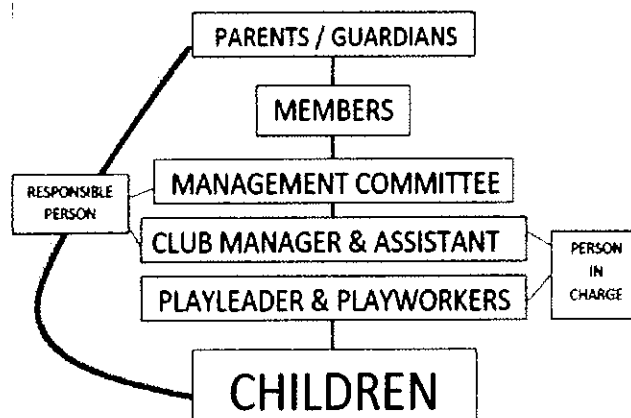 PARENTS / GUARDIANS
MEMBERS
RESPONSIBLE
PERSON
MANAGEMENT COMMITTEE
CLUB MANAGER & ASSISTANT
PERSON
IN
CHARGE
PLAYLEADER & PLAYWORKERS
CHILDREN